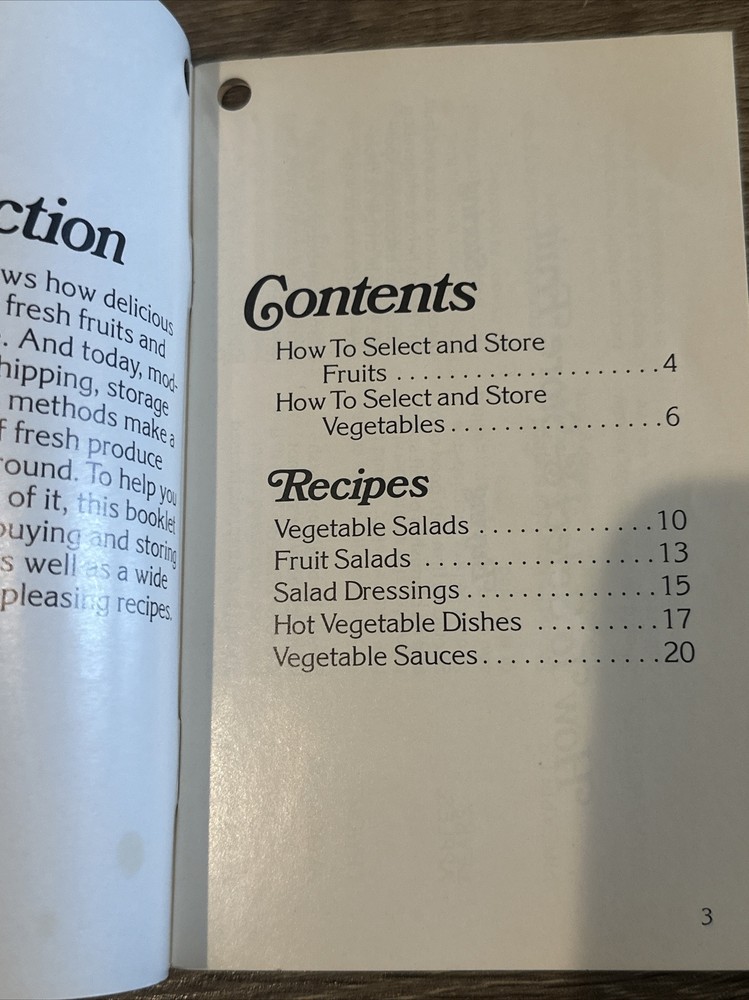 ction
ws how delicious
fresh fruits and
. And today, mod-
hipping, storage
methods make a
f fresh produce
round. To help you
of it, this booklet
buying and storing
s well as a wide
pleasing recipes.
Contents
How To Select and Store
Fruits . . . . . . . . . . . . . . . . . . . . . 4
How To Select and Store
Vegetables . . . . . . . . . . . . . . . . . 6
Recipes
Vegetable Salads . . . . . . . . . . . . . 10
Fruit Salads . . . . . . . . . . . . . . . . . 13
Salad Dressings . . . . . . . . . . . . . . 15
Hot Vegetable Dishes . . . . . . . . . 17
Vegetable Sauces . . . . . . . . . . . . . 20
3